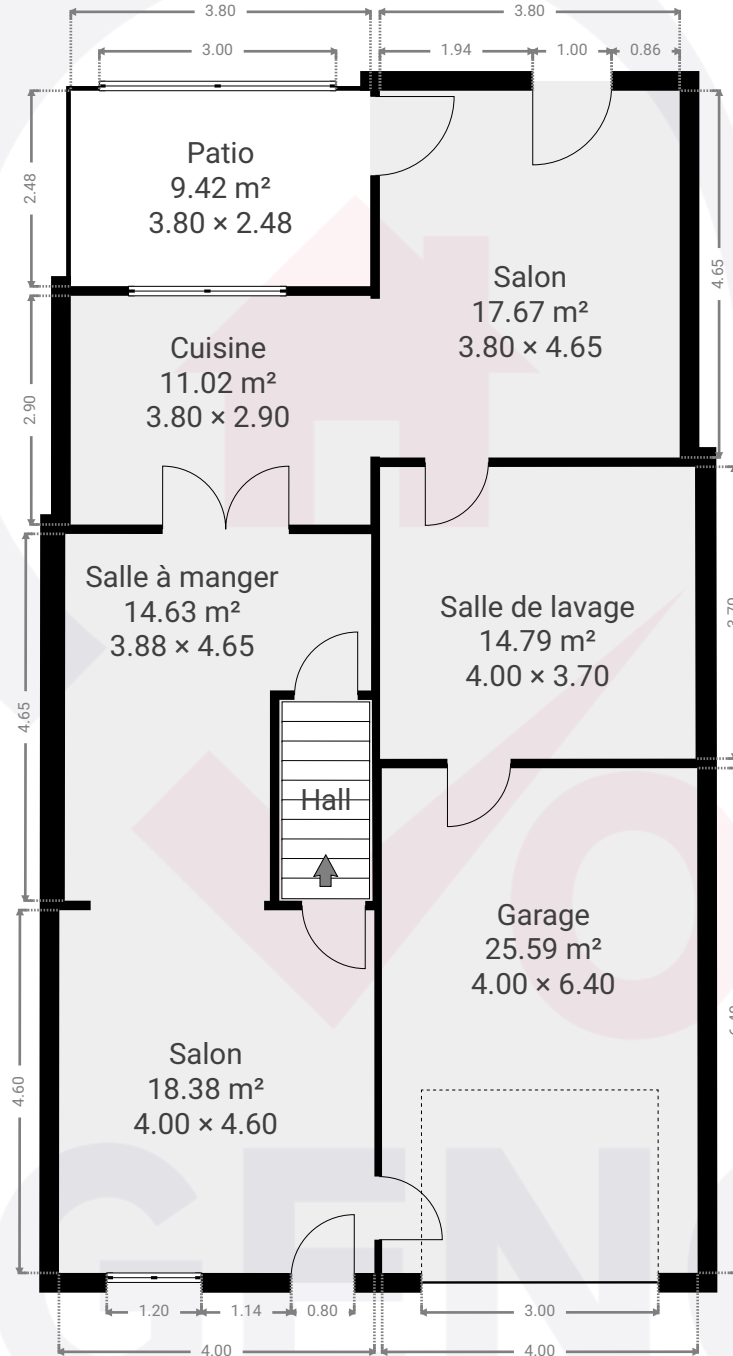 3.80
3.80
3.00
1.94
1.00
0.86
Patio
9.42 m²
3.80 × 2.48
2.48
4.65
Salon
17.67 m²
3.80 × 4.65
Cuisine
11.02 m²
3.80 × 2.90
2.90
Salle à manger
14.63 m²
3.88 × 4.65
Salle de lavage
14.79 m²
4.00 × 3.70
3.70
4.65
Hall
Garage
25.59 m²
4.00 × 6.40
6.40
Salon
18.38 m²
4.00 × 4.60
4.60
1.20
1.14
0.80
3.00
4.00
4.00